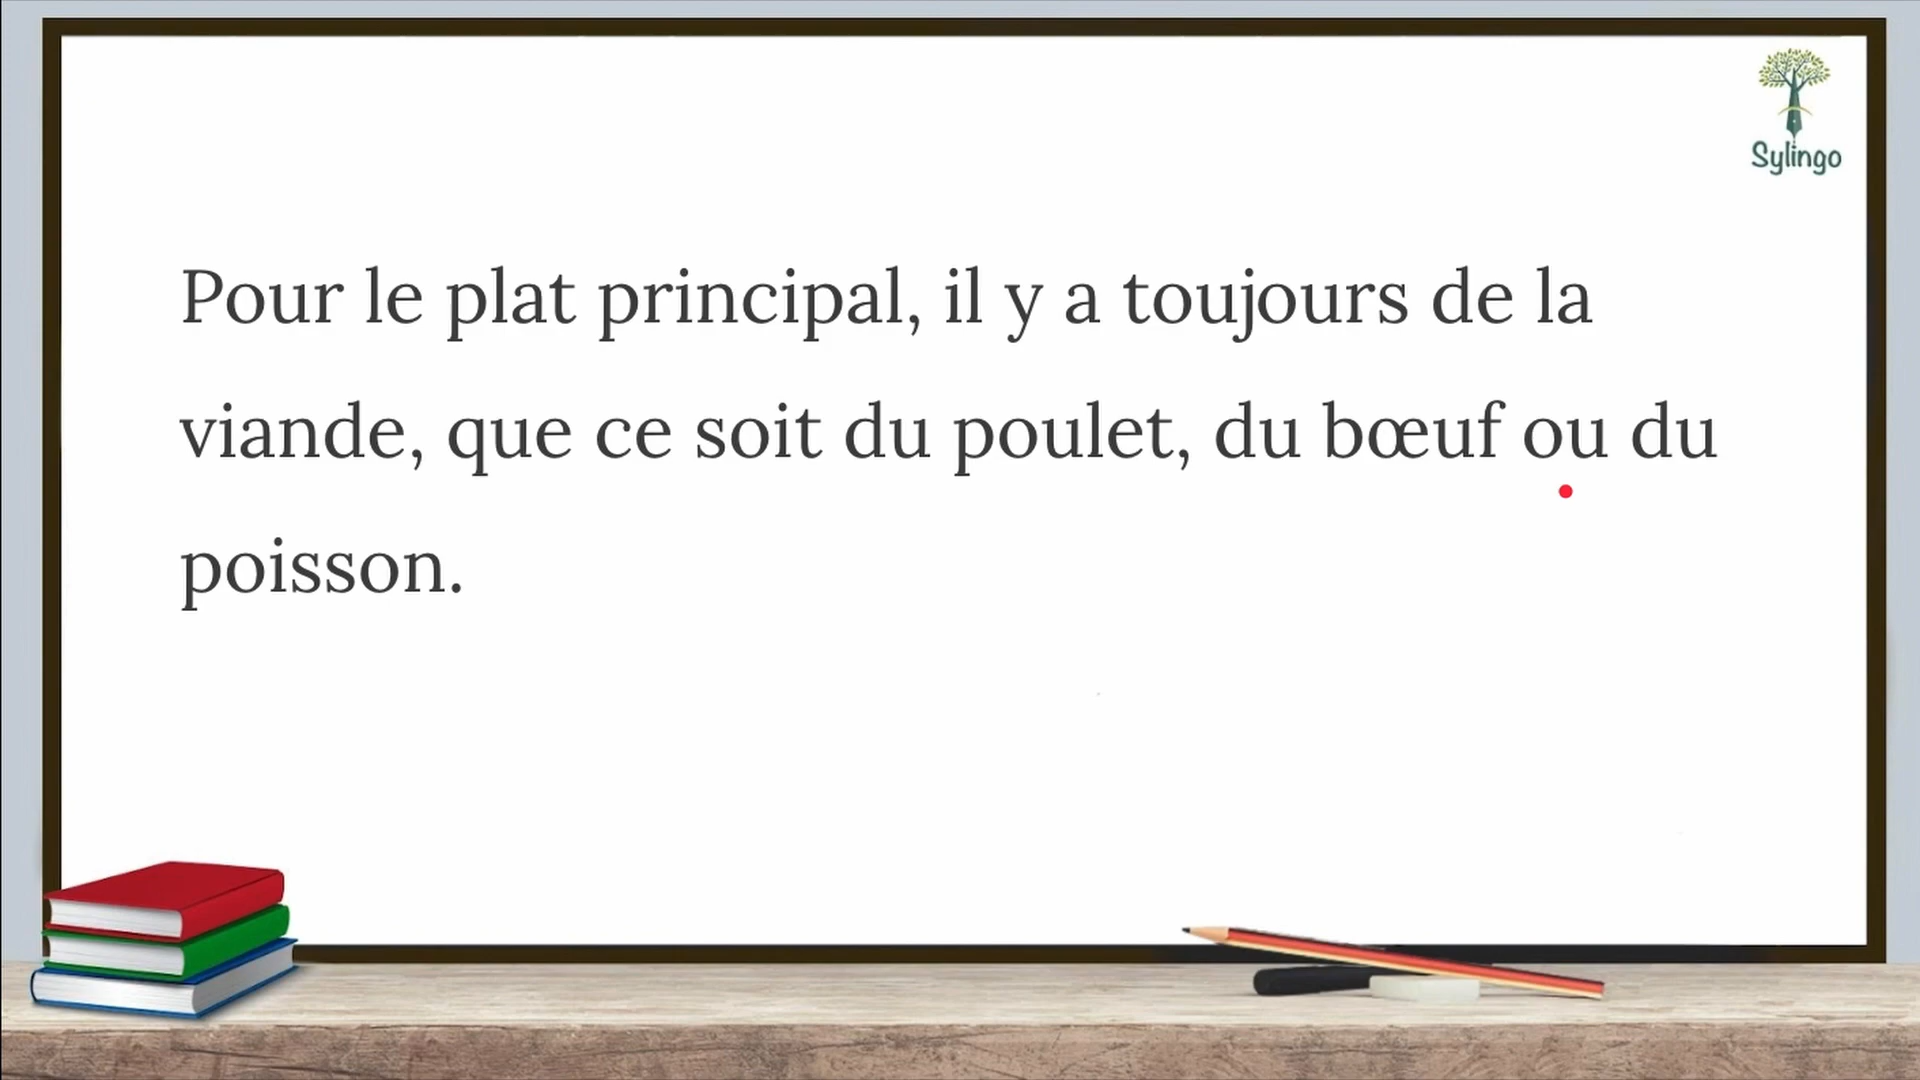 Sylingo
Pour le plat principal, il y a toujours de la
viande, que ce soit du poulet, du bœuf ou du
poisson.